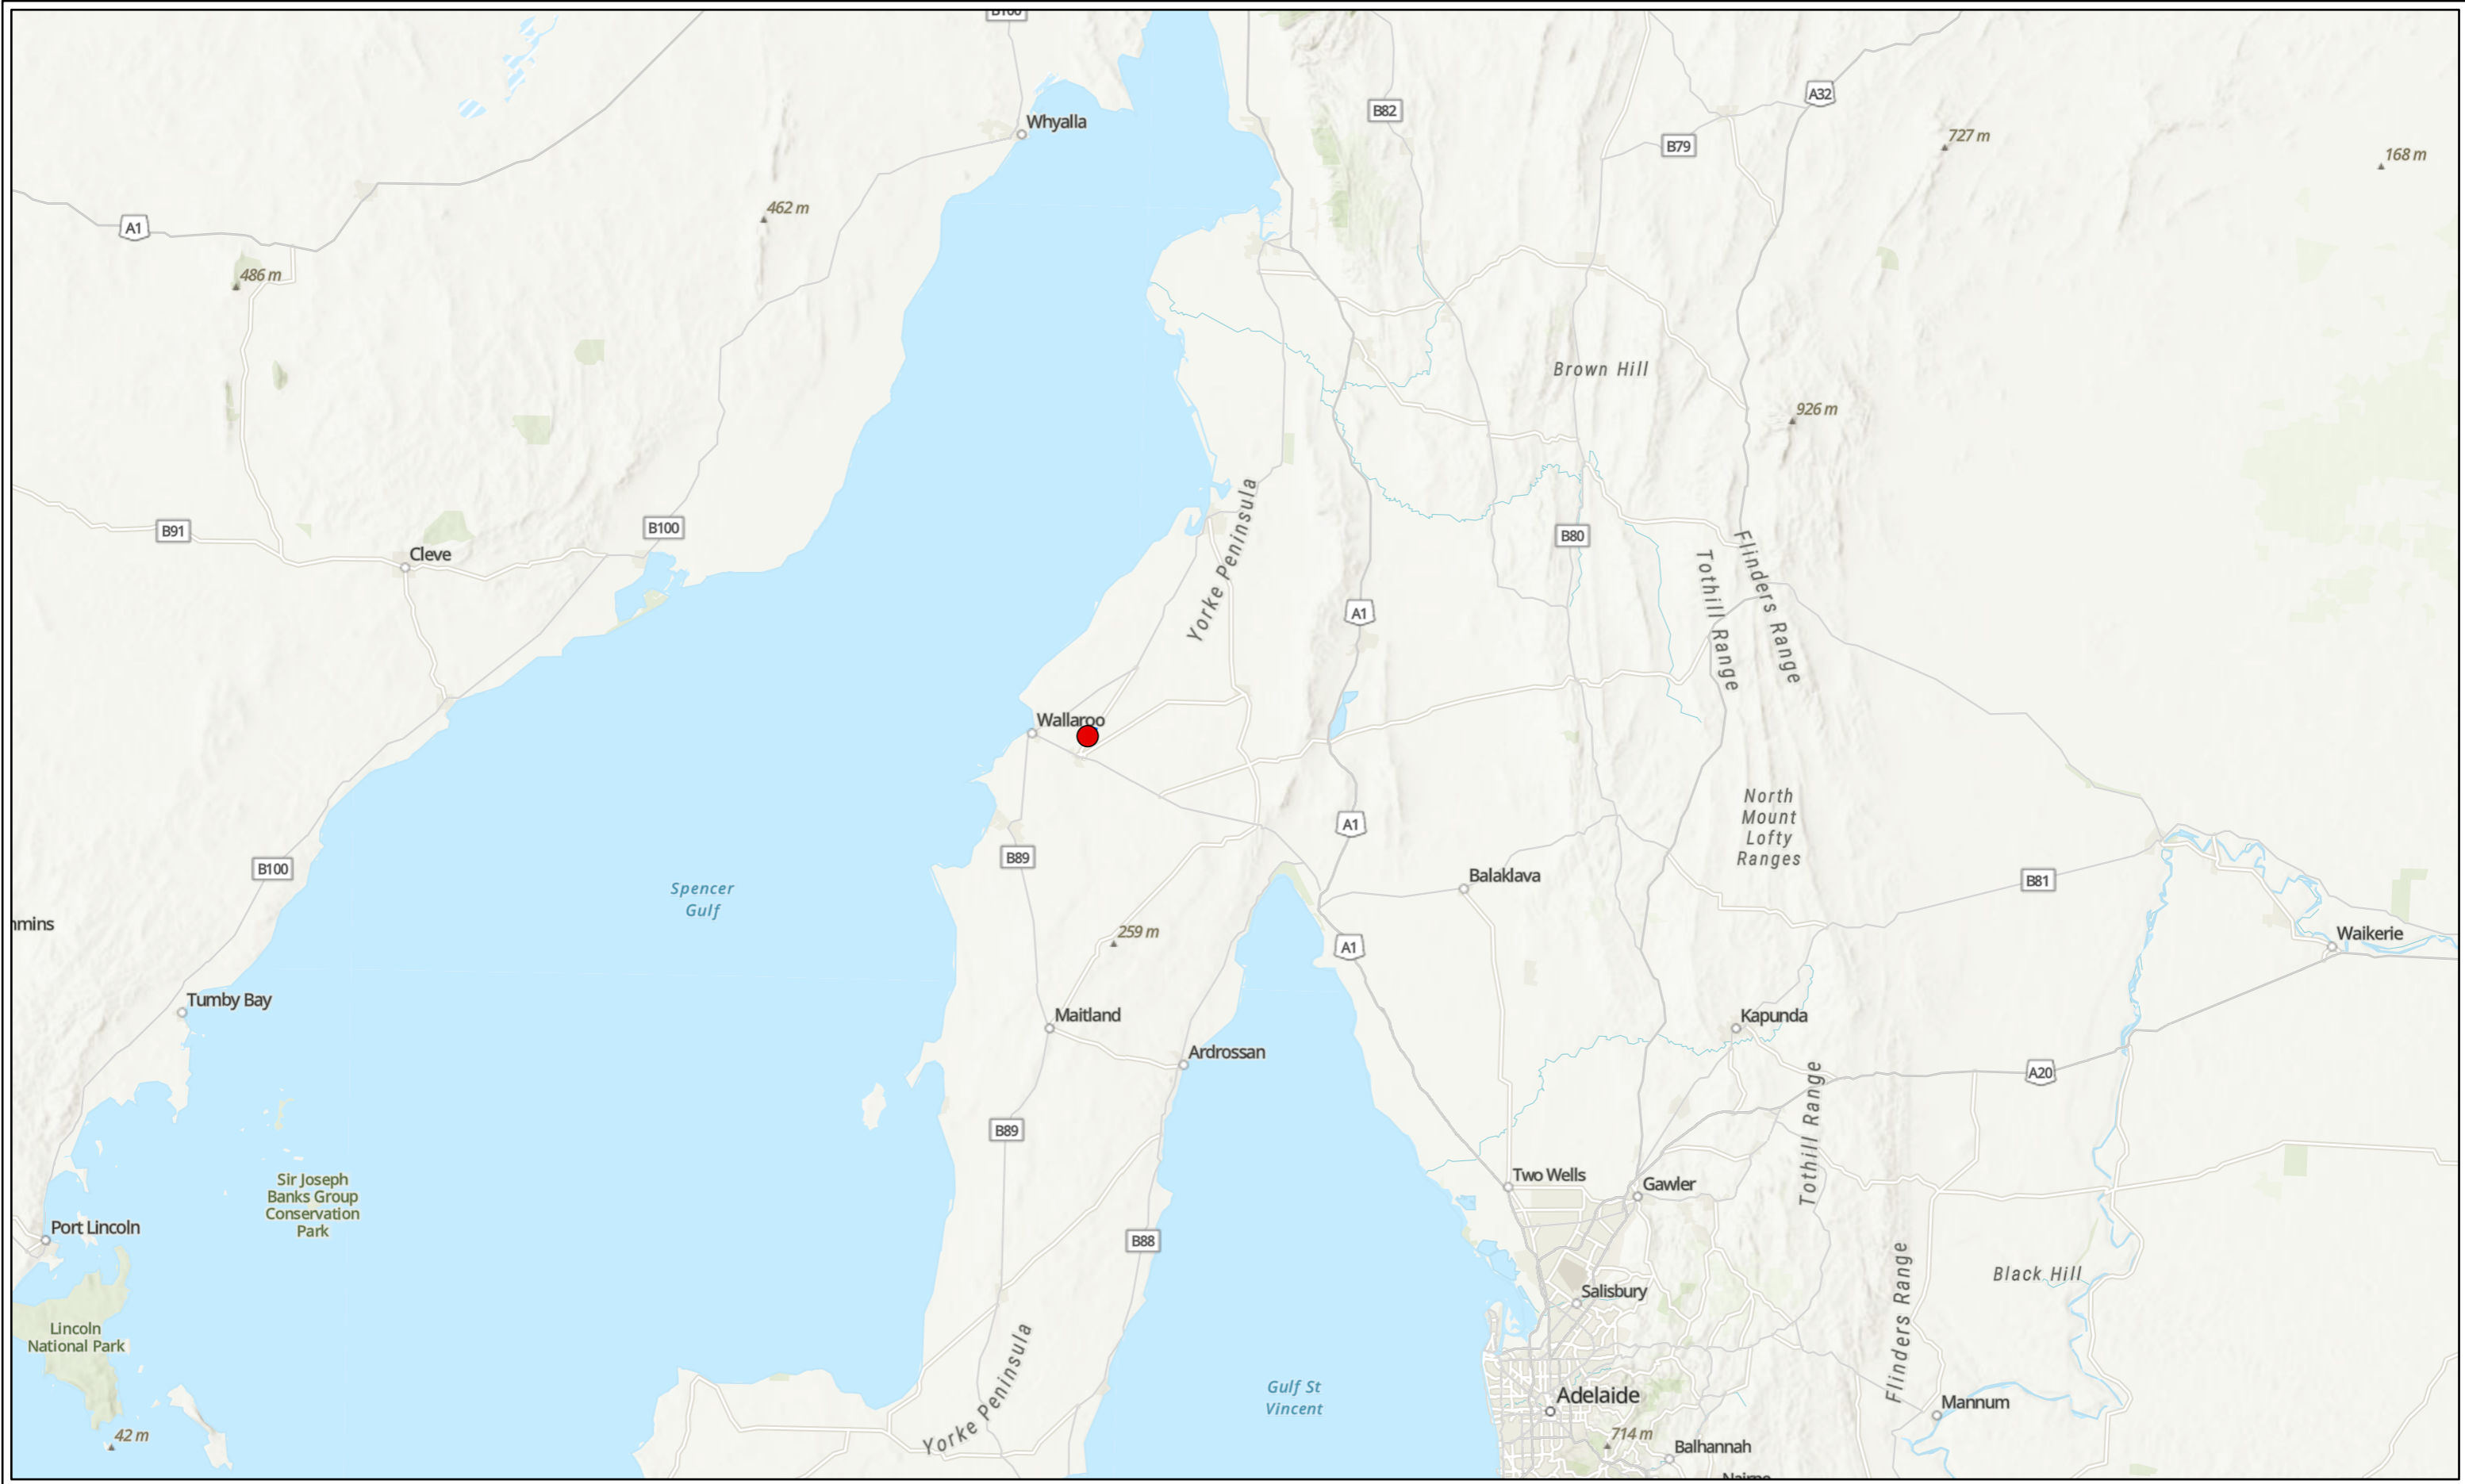 B100
Whyalla
A32
B82
727 m
B79
168 m
462 m
A1
486 m
Brown Hill
926 m
Yorke Peninsula
B91
B100
B80
Cleve
Flinders Range
Tothill Range
A1
Wallaroo
North
Mount
Lofty
Ranges
A1
B89
B100
Balaklava
B81
Spencer
Gulf
259 m
Waikerie
A1
Tumby Bay
Maitland
Kapunda
Ardrossan
A20
Tothill Range
B89
Sir Joseph
Banks Group
Conservation
Park
Two Wells
Gawler
Port Lincoln
B88
Black Hill
Flinders Range
Salisbury
Lincoln
National Park
Yorke Peninsula
Gulf St
Vincent
Adelaide
Mannum
42 m
714 m
Balhannah